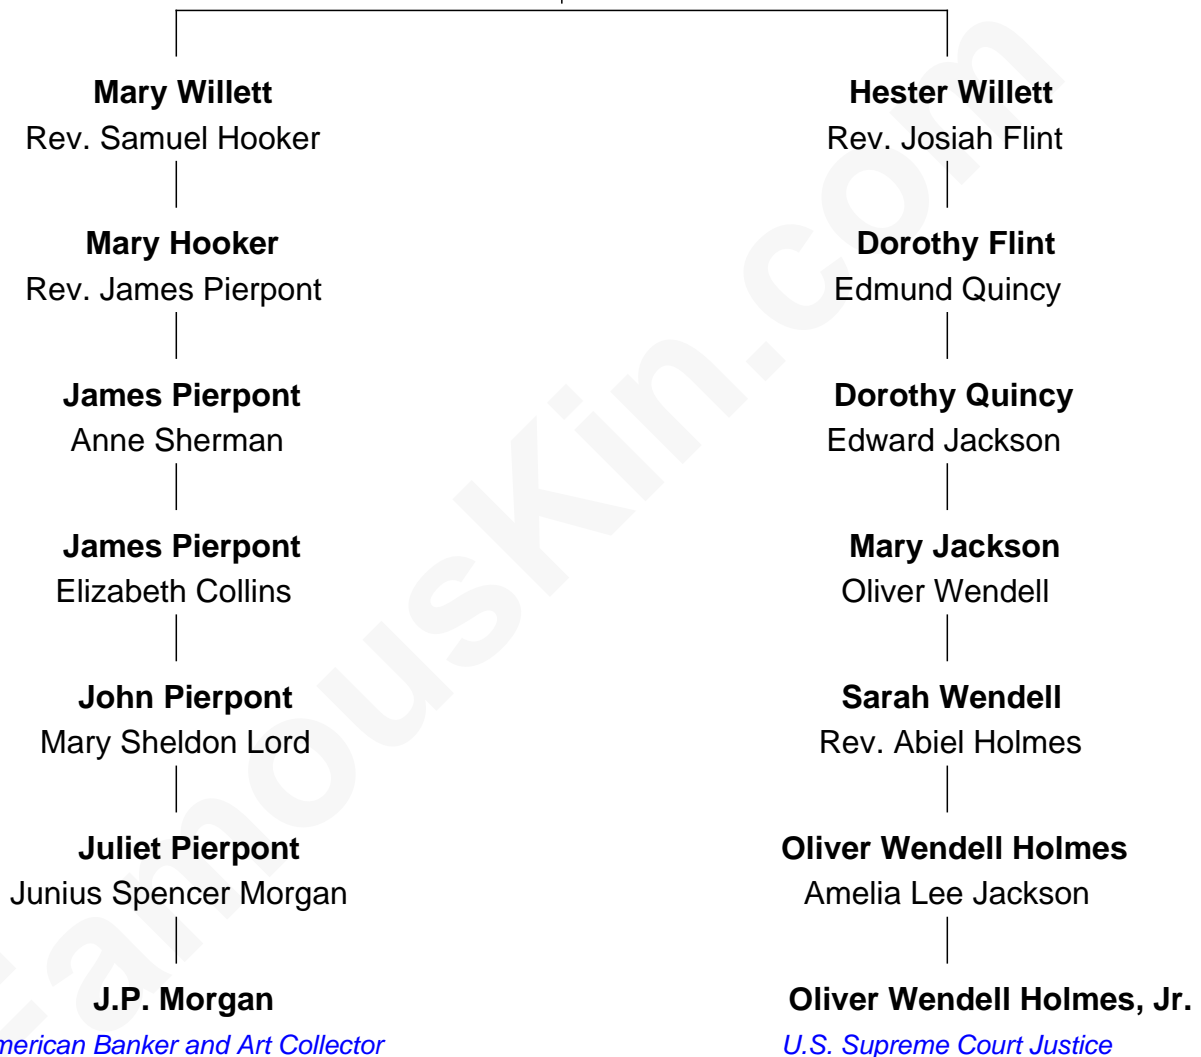 Mary Willett
Rev. Samuel Hooker
Hester Willett
Rev. Josiah Flint
Mary Hooker
Rev. James Pierpont
Dorothy Flint
Edmund Quincy
James Pierpont
Anne Sherman
Dorothy Quincy
Edward Jackson
James Pierpont
Elizabeth Collins
Mary Jackson
Oliver Wendell
John Pierpont
Mary Sheldon Lord
Sarah Wendell
Rev. Abiel Holmes
Juliet Pierpont
Junius Spencer Morgan
Oliver Wendell Holmes
Amelia Lee Jackson
J.P. Morgan
merican Banker and Art Collector
Oliver Wendell Holmes, Jr.
U.S. Supreme Court Justice
FamousKin.com